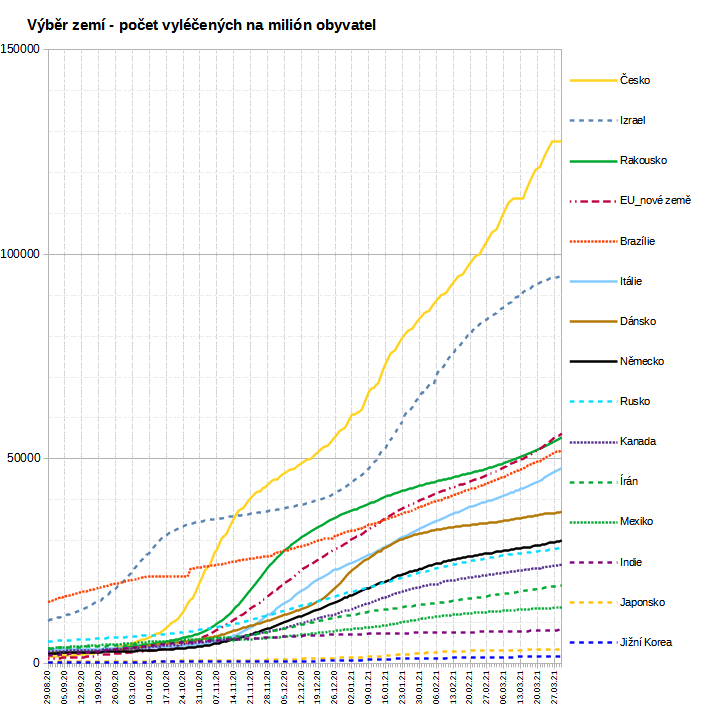 Výběr zemí - počet vyléčených na milión obyvatel
150000
100000
50000
0
Česko
Izrael
Rakousko
EU_nové země
Brazílie
Itálie
Dánsko
Německo
Rusko
Kanada
Írán
Mexiko
Indie
Japonsko
Jižní Korea
29.08.20
05.09.20
12.09.20
19.09.20
26.09.20
03.10.20
10.10.20
17.10.20
24.10.20
31.10.20
07.11.20
14.11.20
21.11.20
28.11.20
05.12.20
12.12.20
19.12.20
26.12.20
02.01.21
09.01.21
16.01.21
23.01.21
30.01.21
06.02.21
13.02.21
20.02.21
27.02.21
06.03.21
13.03.21
20.03.21
27.03.21